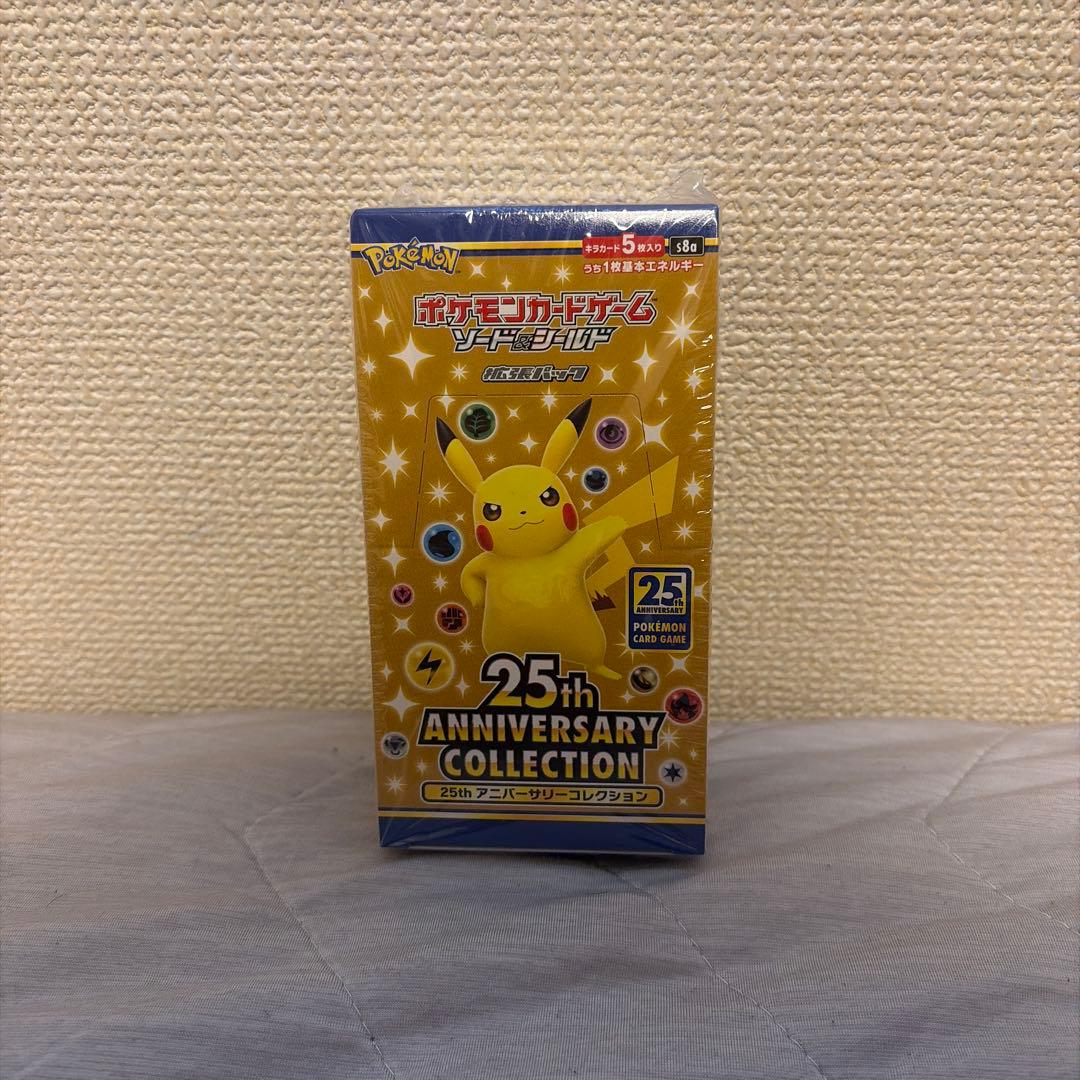 POKéMON
キラカード5枚入り s8a
うち1枚基本エネルギー
ポケモンカードゲーム
ソード&シールド
拡張パック
25th
ANNIVERSARY
POKÉMON
CARD GAME
25th
ANNIVERSARY
COLLECTION
25th アニバーサリーコレクション